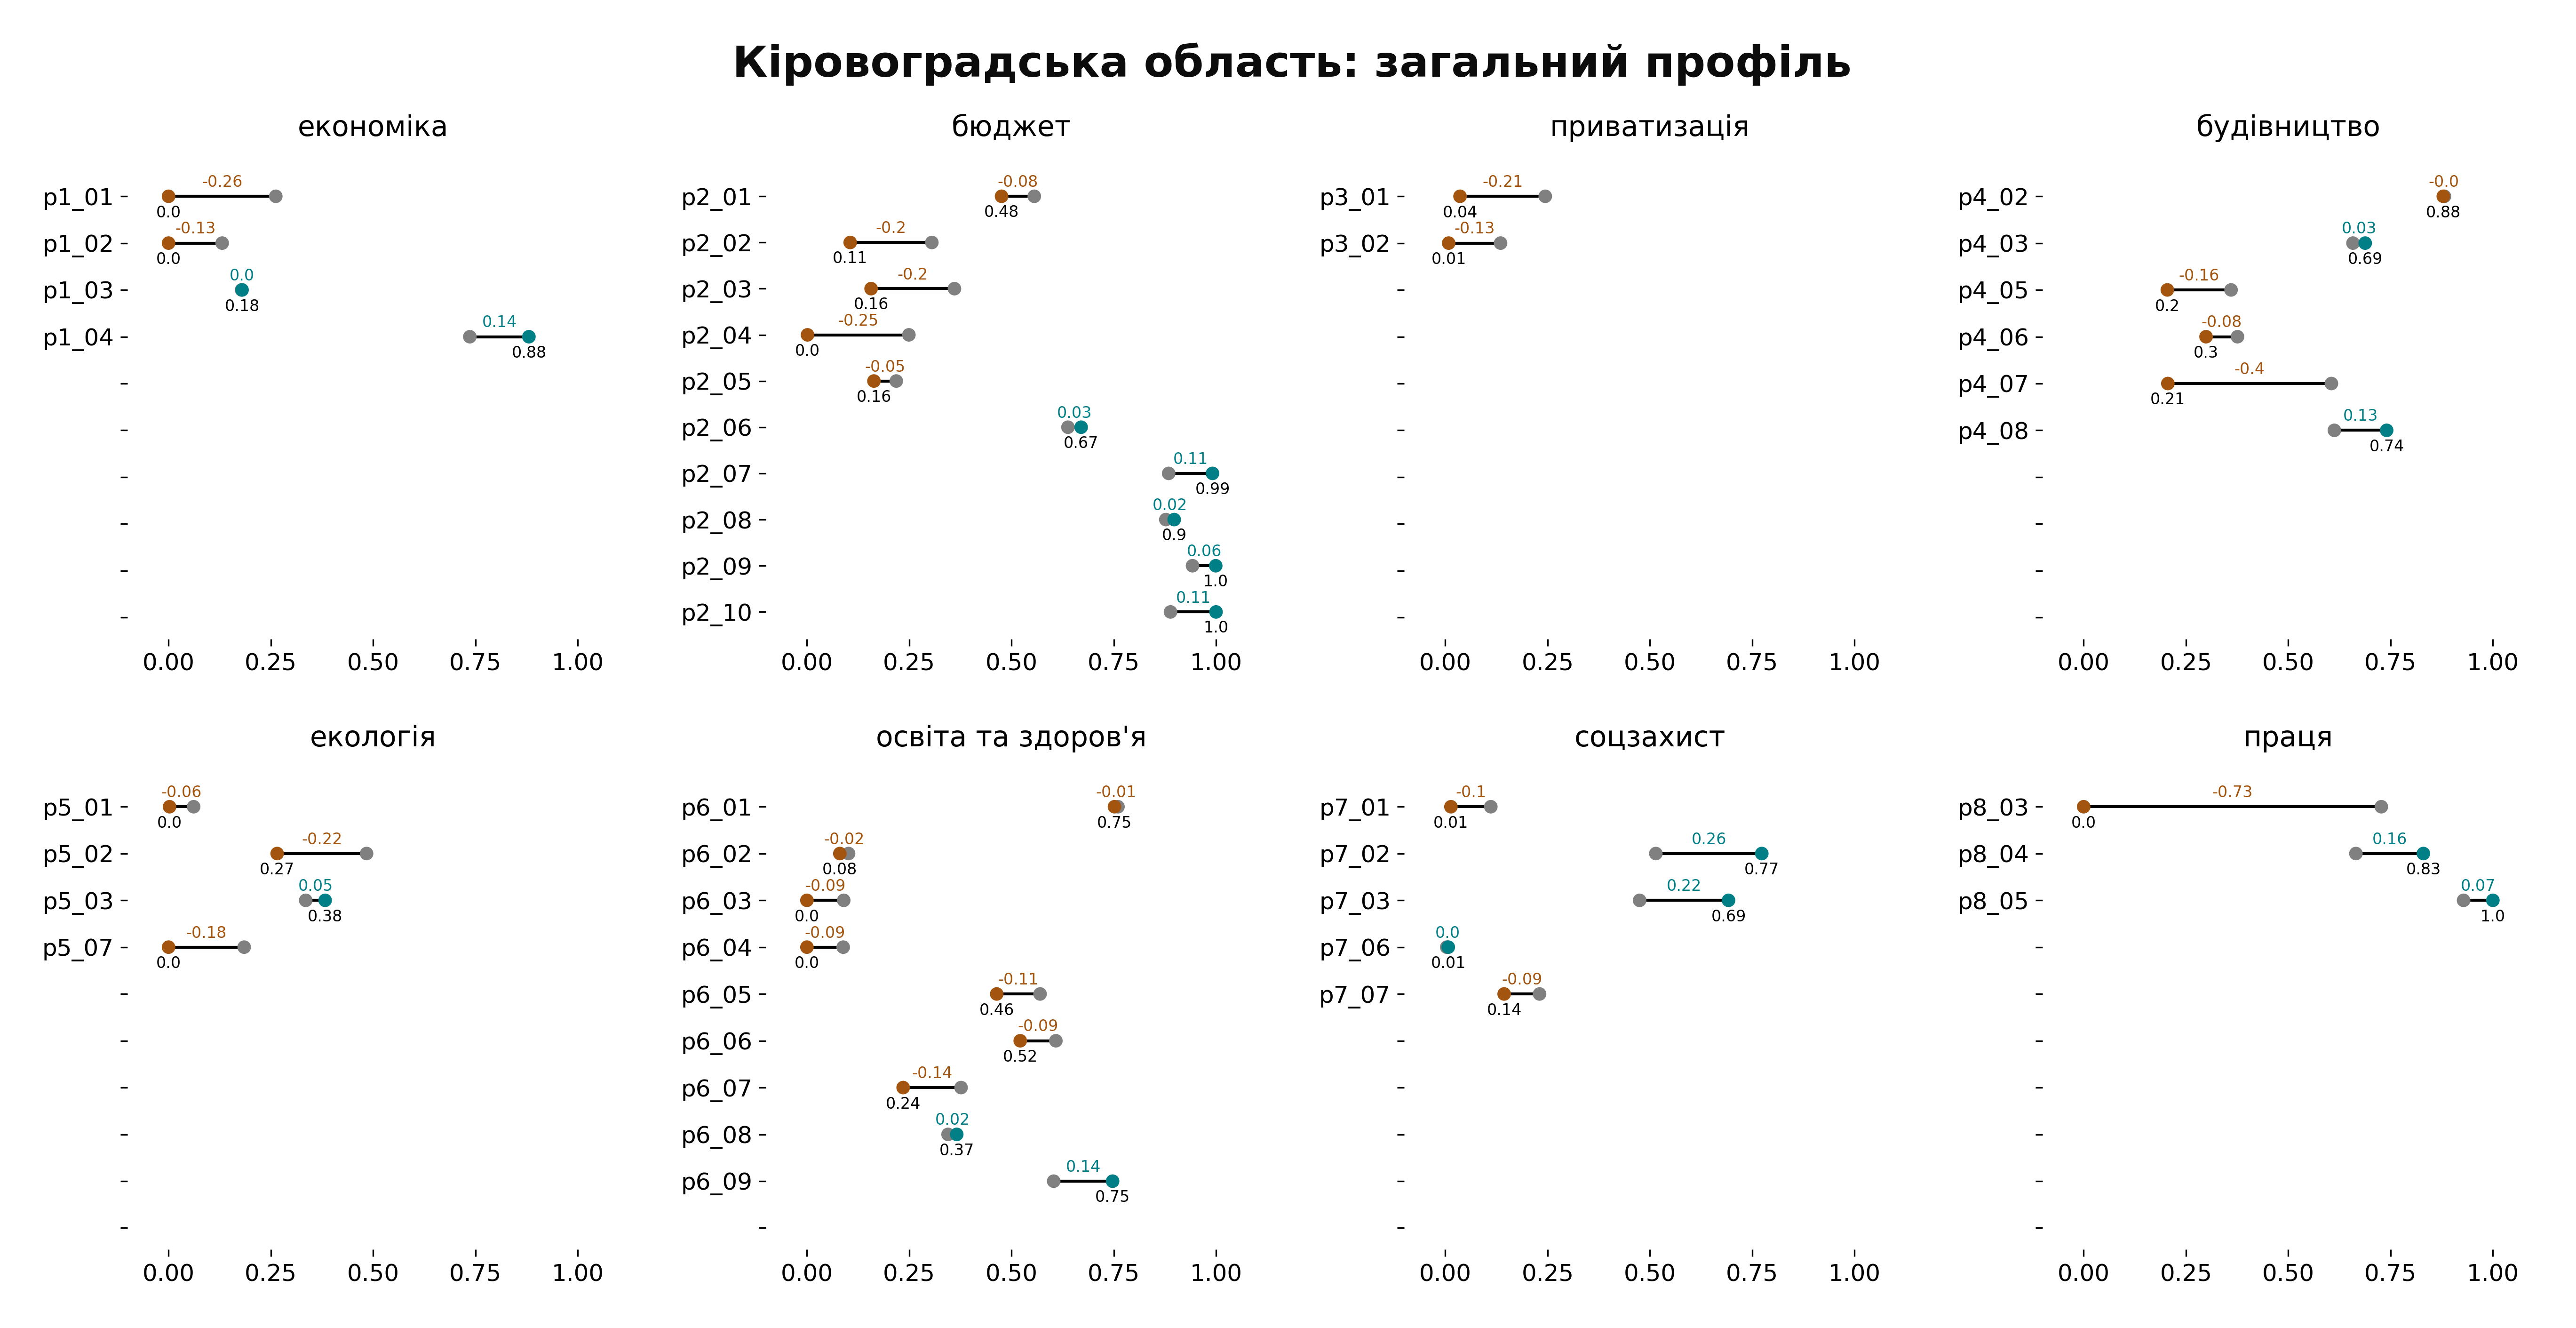 Кіровоградська область: загальний профіль
економіка
p1_01
-0.26
0.0
p1_02
-0.13
0.0
p1_03
0.0
0.18
p1_04
0.14
0.88
0.00 0.25 0.50 0.75 1.00
бюджет
p2_01
-0.08
0.48
p2_02
-0.2
0.11
p2_03
-0.2
0.16
p2_04
-0.25
0.0
p2_05
-0.05
0.16
p2_06
0.03
0.67
p2_07
0.11
0.99
p2_08
0.02
0.9
p2_09
0.06
1.0
p2_10
0.11
1.0
0.00 0.25 0.50 0.75 1.00
приватизація
p3_01
-0.21
0.04
p3_02
-0.13
0.01
0.00 0.25 0.50 0.75 1.00
будівництво
p4_02
-0.0
0.88
p4_03
0.03
0.69
p4_05
-0.16
0.2
p4_06
-0.08
0.3
p4_07
-0.4
0.21
p4_08
0.13
0.74
0.00 0.25 0.50 0.75 1.00
екологія
p5_01
-0.06
0.0
p5_02
-0.22
0.27
p5_03
0.05
0.38
p5_07
-0.18
0.0
0.00 0.25 0.50 0.75 1.00
освіта та здоров'я
p6_01
-0.01
0.75
p6_02
-0.02
0.08
p6_03
-0.09
0.0
p6_04
-0.09
0.0
p6_05
-0.11
0.46
p6_06
-0.09
0.52
p6_07
-0.14
0.24
p6_08
0.02
0.37
p6_09
0.14
0.75
0.00 0.25 0.50 0.75 1.00
соцзахист
p7_01
-0.1
0.01
p7_02
0.26
0.77
p7_03
0.22
0.69
p7_06
0.0
0.01
p7_07
-0.09
0.14
0.00 0.25 0.50 0.75 1.00
праця
p8_03
-0.73
0.0
p8_04
0.16
0.83
p8_05
0.07
1.0
0.00 0.25 0.50 0.75 1.00